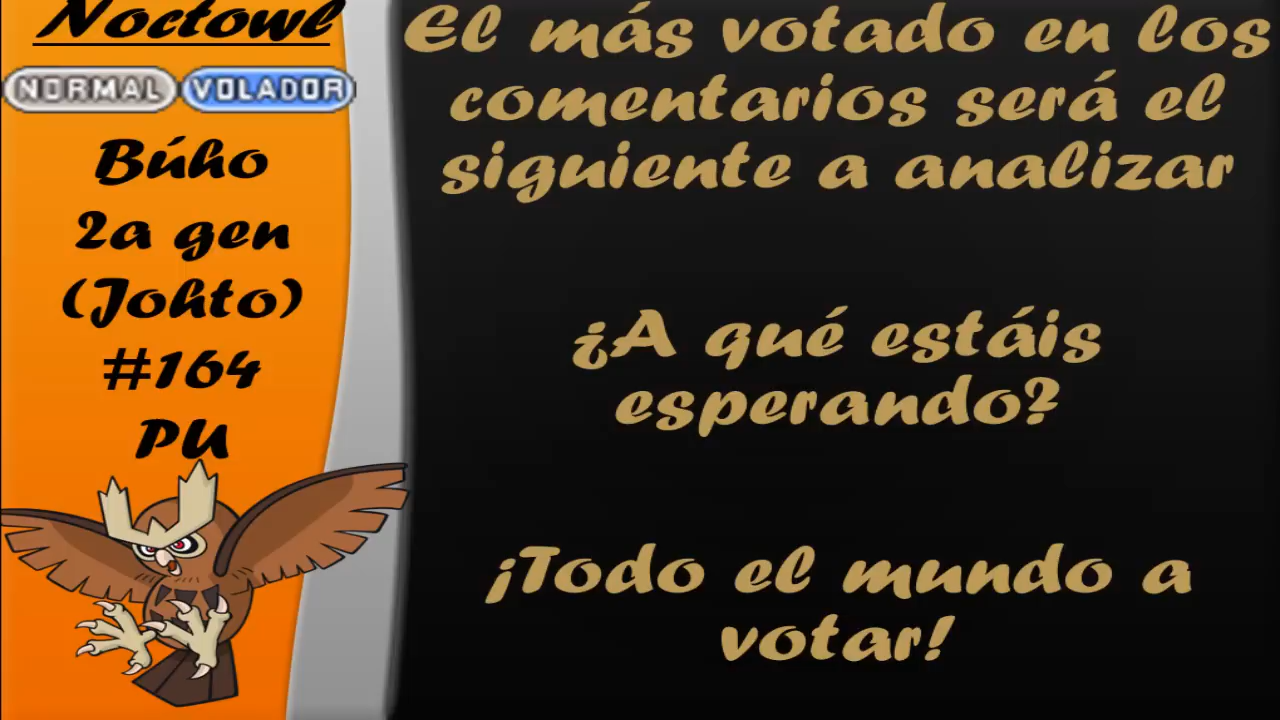 Noctowl
NORMAL VOLADOR
Búho
2a gen
(Johto)
#164
PU
El más votado en los
comentarios será el
siguiente a analizar
¿A qué estáis
esperando?
¡Todo el mundo a
votar!